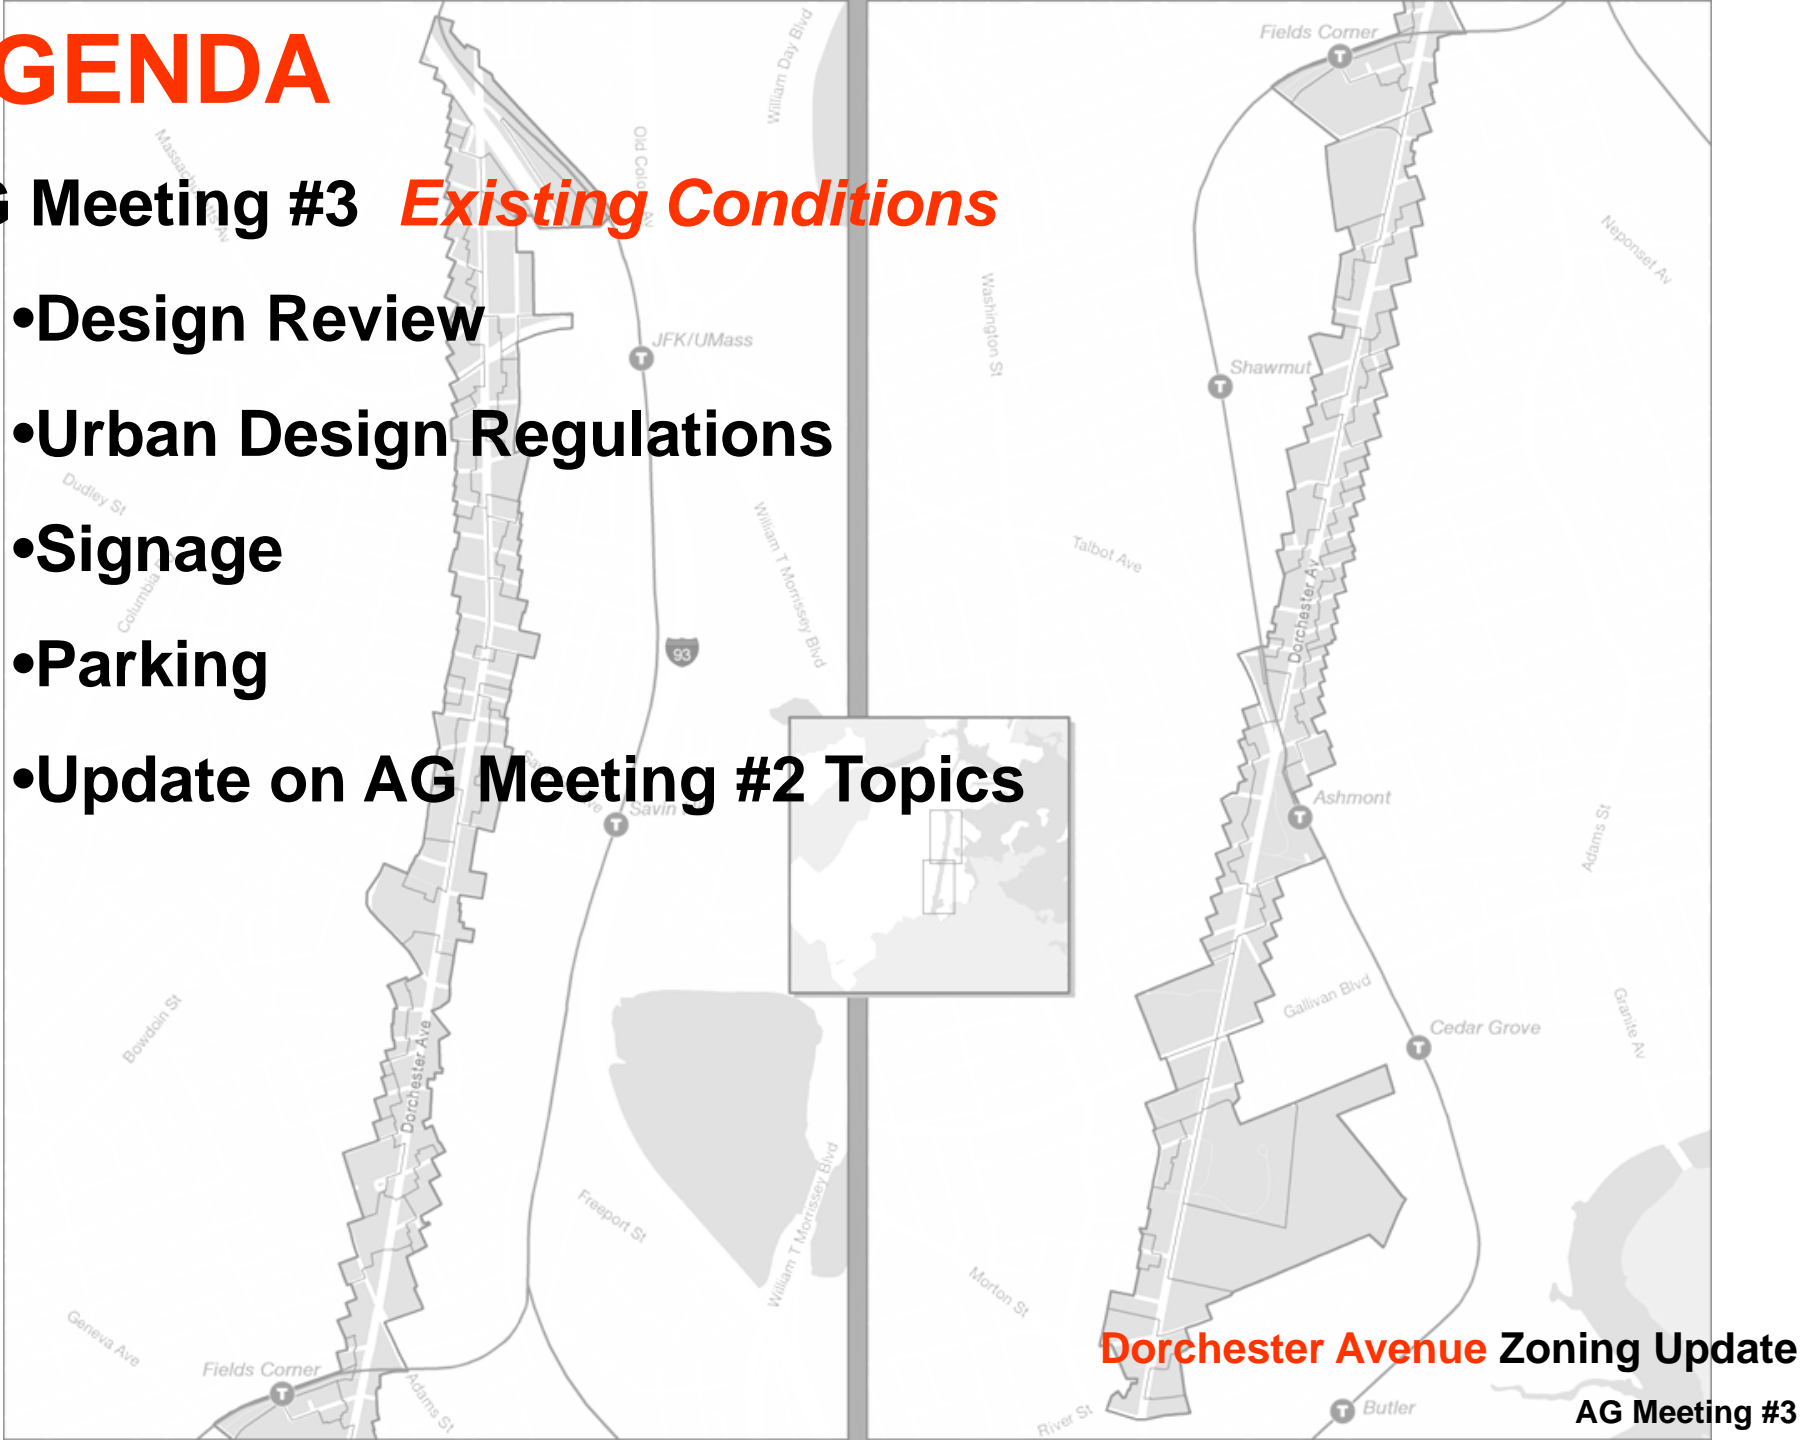 GENDA
G Meeting #3 Existing Conditions
•Design Review
•Urban Design Regulations
•Signage
•Parking
•Update on AG Meeting #2 Topics
William Day Blvd
Old Colo Av
JFK/UMass
Dudley St
William T Morrissey Blvd
93
Savin
Bowdoin St
Dorchester Ave
Freeport St
William T Morrissey Blvd
Geneva Ave
Fields Corner
Adams St
Fields Corner
Neponset Av
Washington St
Shawmut
Talbot Ave
Dorchester Av
Ashmont
Adams St
Gallivan Blvd
Granite Av
Cedar Grove
Morton St
River St
Butler
Dorchester Avenue Zoning Update
AG Meeting #3